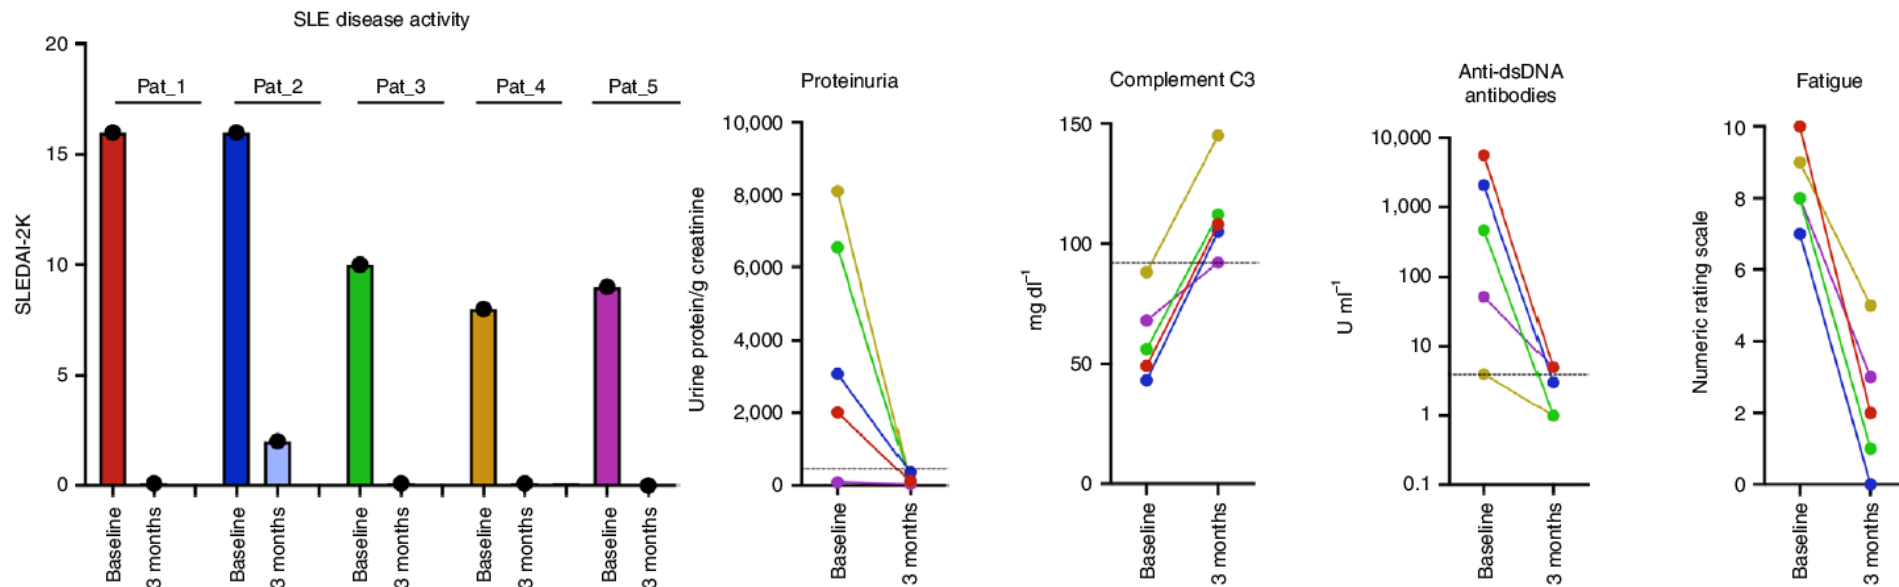 SLE disease activity
SLEDAI-2K
20
15
10
5
0
Pat_1
Pat_2
Pat_3
Pat_4
Pat_5
Baseline
3 months
Baseline
3 months
Baseline
3 months
Baseline
3 months
Baseline
3 months
Proteinuria
Urine protein/g creatinine
10,000
8,000
6,000
4,000
2,000
0
Baseline
3 months
Complement C3
mg dl⁻¹
150
100
50
0
Baseline
3 months
Anti-dsDNA
antibodies
U ml⁻¹
10,000
1,000
100
10
1
0.1
Baseline
3 months
Fatigue
Numeric rating scale
10
8
6
4
2
0
Baseline
3 months